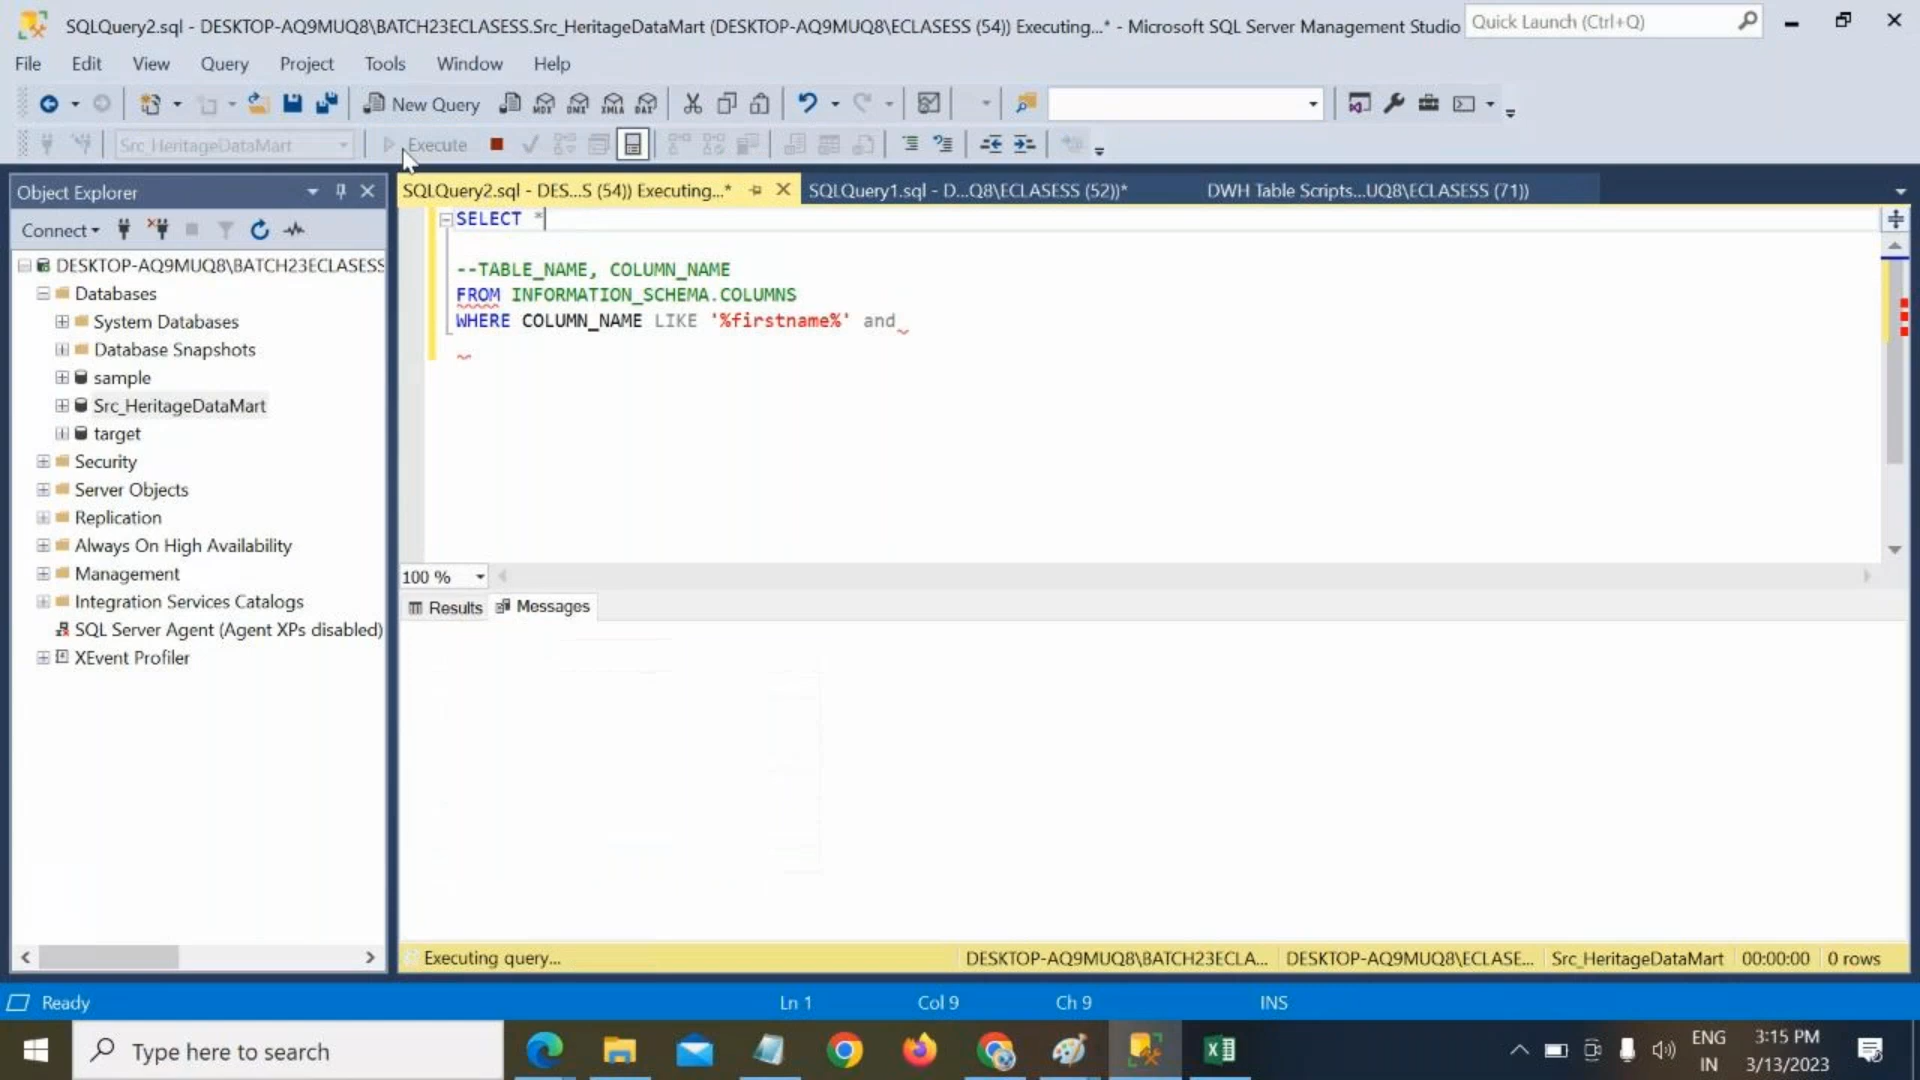 SQLQuery2.sql - DESKTOP-AQ9MUQ8\BATCH23ECLASESS.Src_HeritageDataMart (DESKTOP-AQ9MUQ8\ECLASESS (54)) Executing...* - Microsoft SQL Server Management Studio
Quick Launch (Ctrl+Q)
File Edit View Query Project Tools Window Help
New Query MDX DMX XMLA DAX
Src_HeritageDataMart Execute
Object Explorer
SQLQuery2.sql - DES...S (54)) Executing...*
SQLQuery1.sql - D...Q8\ECLASESS (52))*
DWH Table Scripts...UQ8\ECLASESS (71))
Connect
DESKTOP-AQ9MUQ8\BATCH23ECLASESS
Databases
System Databases
Database Snapshots
sample
Src_HeritageDataMart
target
Security
Server Objects
Replication
Always On High Availability
Management
Integration Services Catalogs
SQL Server Agent (Agent XPs disabled)
XEvent Profiler
SELECT *
--TABLE_NAME, COLUMN_NAME
FROM INFORMATION_SCHEMA.COLUMNS
WHERE COLUMN_NAME LIKE '%firstname%' and
100 %
Results Messages
Executing query...
DESKTOP-AQ9MUQ8\BATCH23ECLA...
DESKTOP-AQ9MUQ8\ECLASE...
Src_HeritageDataMart
00:00:00
0 rows
Ready
Ln 1
Col 9
Ch 9
INS
Type here to search
ENG
IN
3:15 PM
3/13/2023